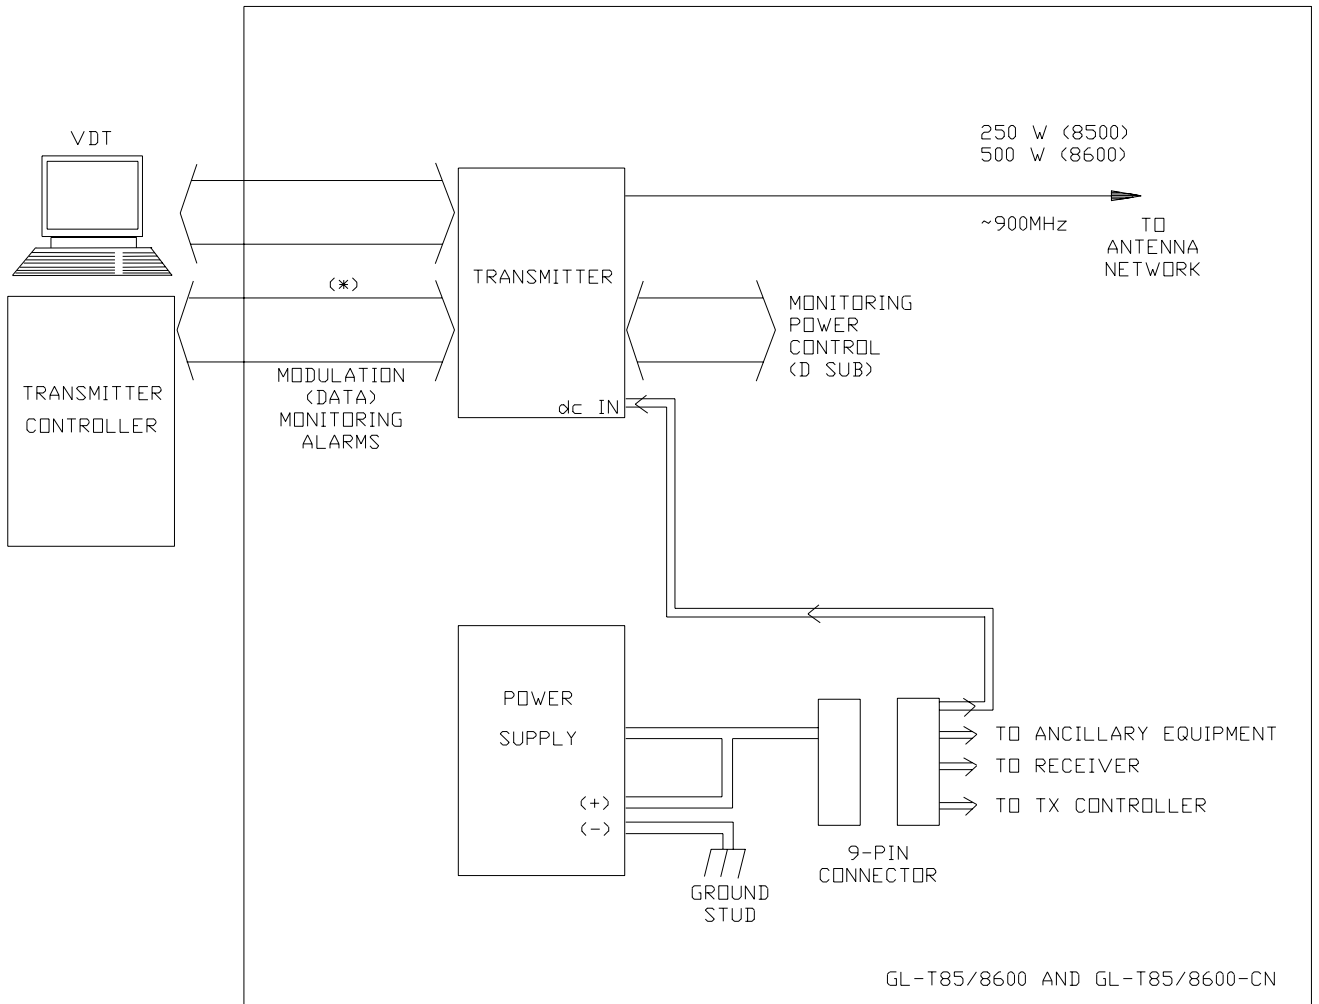 VDT
250 W (8500)
500 W (8600)
~900MHz
TO
ANTENNA
NETWORK
TRANSMITTER
(*)
MONITORING
POWER
CONTROL
(D SUB)
MODULATION
(DATA)
MONITORING
ALARMS
TRANSMITTER
CONTROLLER
dc IN
POWER
SUPPLY
(+)
(-)
TO ANCILLARY EQUIPMENT
TO RECEIVER
TO TX CONTROLLER
9-PIN
CONNECTOR
GROUND
STUD
GL-T85/8600 AND GL-T85/8600-CN